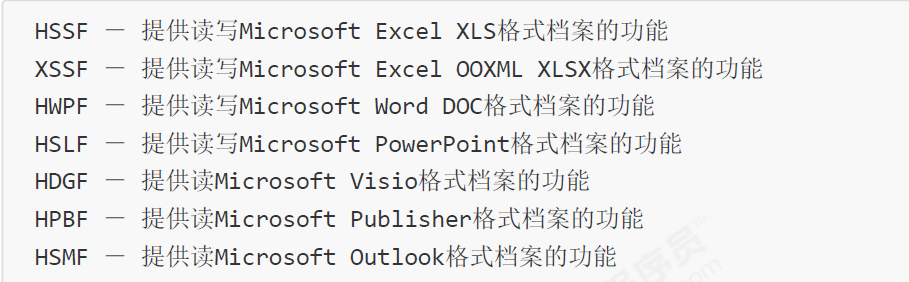 HSSF － 提供读写Microsoft Excel XLS格式档案的功能
XSSF － 提供读写Microsoft Excel OOXML XLSX格式档案的功能
HWPF － 提供读写Microsoft Word DOC格式档案的功能
HSLF － 提供读写Microsoft PowerPoint格式档案的功能
HDGF － 提供读Microsoft Visio格式档案的功能
HPBF － 提供读Microsoft Publisher格式档案的功能
HSMF － 提供读Microsoft Outlook格式档案的功能
程序员™
.com